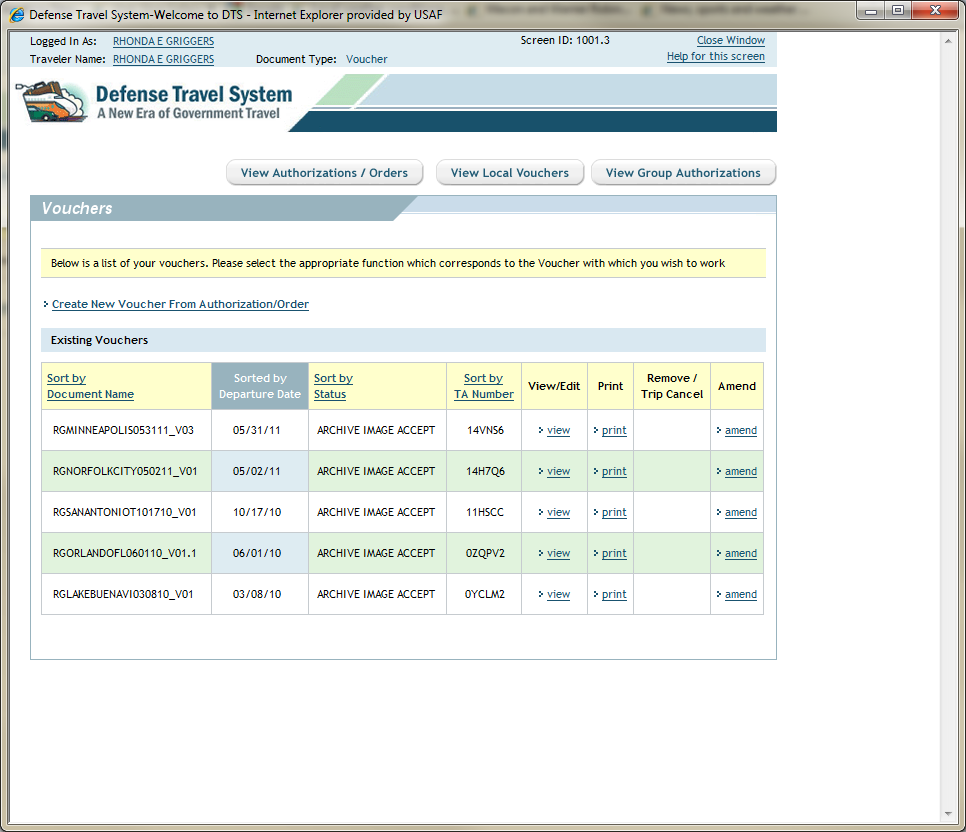 Defense Travel System-Welcome to DTS - Internet Explorer provided by USAF
Logged In As: RHONDA E GRIGGERS Screen ID: 1001.3 Close Window
Traveler Name: RHONDA E GRIGGERS Document Type: Voucher Help for this screen
Defense Travel System
A New Era of Government Travel
View Authorizations / Orders View Local Vouchers View Group Authorizations
Vouchers
Below is a list of your vouchers. Please select the appropriate function which corresponds to the Voucher with which you wish to work
Create New Voucher From Authorization/Order
Existing Vouchers
Sort by Sorted by Sort by Sort by Remove /
Document Name Departure Date Status TA Number View/Edit Print Trip Cancel Amend
RGMINNEAPOLIS053111_V03 05/31/11 ARCHIVE IMAGE ACCEPT 14VNS6 view print amend
RGNORFOLKCITY050211_V01 05/02/11 ARCHIVE IMAGE ACCEPT 14H7Q6 view print amend
RGSANANTONIOT101710_V01 10/17/10 ARCHIVE IMAGE ACCEPT 11HSCC view print amend
RGORLANDOFL060110_V01.1 06/01/10 ARCHIVE IMAGE ACCEPT 0ZQPV2 view print amend
RGLAKEBUENAVI030810_V01 03/08/10 ARCHIVE IMAGE ACCEPT 0YCLM2 view print amend